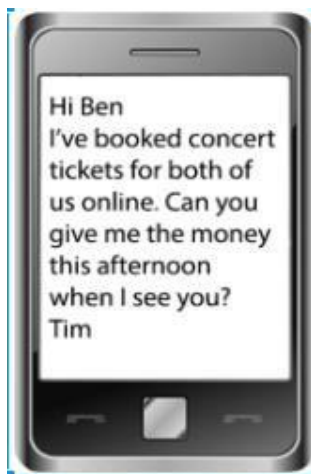 Hi Ben
I've booked concert
tickets for both of
us online. Can you
give me the money
this afternoon
when I see you?
Tim